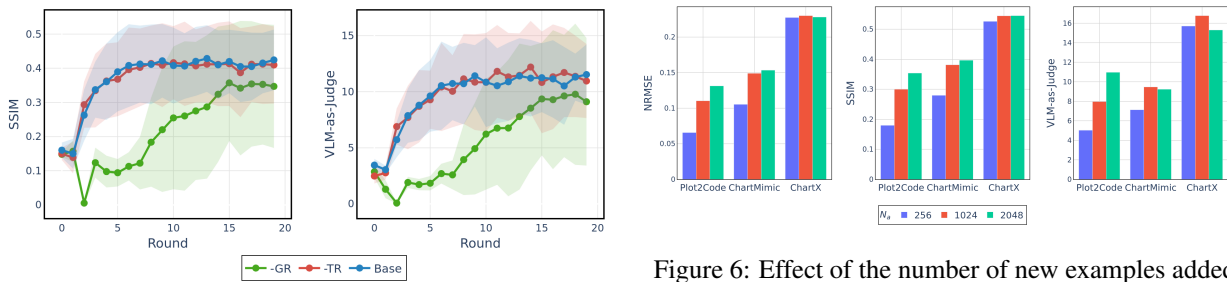 SSIM
0.5
0.4
0.3
0.2
0.1
0
0 5 10 15 20
Round
VLM-as-Judge
15
10
5
0
0 5 10 15 20
Round
-GR -TR Base
NRMSE
0.2
0.15
0.1
0.05
0
Plot2Code ChartMimic ChartX
SSIM
0.5
0.4
0.3
0.2
0.1
0
Plot2Code ChartMimic ChartX
VLM-as-Judge
16
14
12
10
8
6
4
2
0
Plot2Code ChartMimic ChartX
Na 256 1024 2048
Figure 6: Effect of the number of new examples added